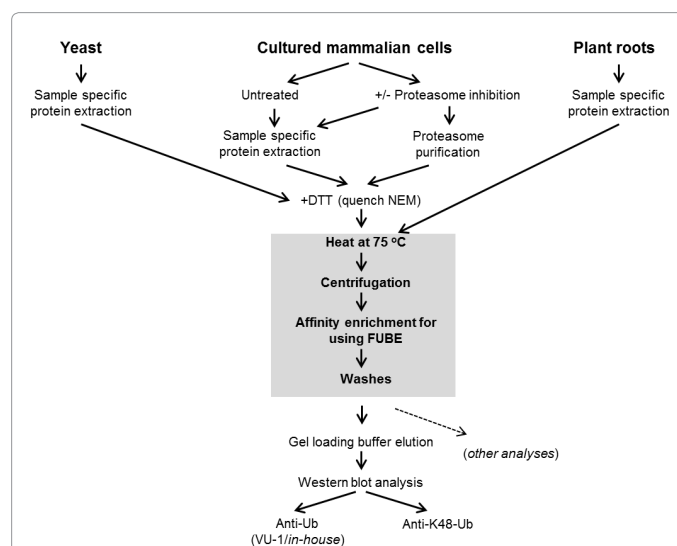 Yeast
Cultured mammalian cells
Plant roots
Sample specific
protein extraction
Untreated
+/- Proteasome inhibition
Sample specific
protein extraction
Sample specific
protein extraction
Proteasome
purification
+DTT (quench NEM)
Heat at 75 ºC
Centrifugation
Affinity enrichment for
using FUBE
Washes
Gel loading buffer elution
(other analyses)
Western blot analysis
Anti-Ub
(VU-1/in-house)
Anti-K48-Ub